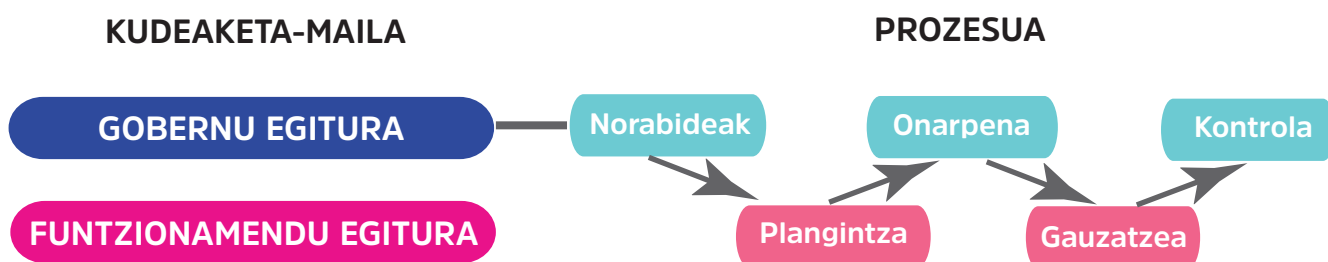 KUDEAKETA-MAILA
PROZESUA
GOBERNU EGITURA
Norabideak
Onarpena
Kontrola
FUNTZIONAMENDU EGITURA
Plangintza
Gauzatzea